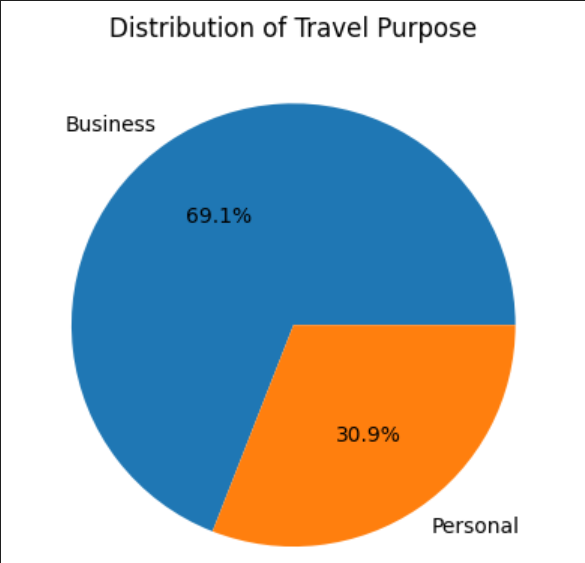 Distribution of Travel Purpose
Business
69.1%
30.9%
Personal